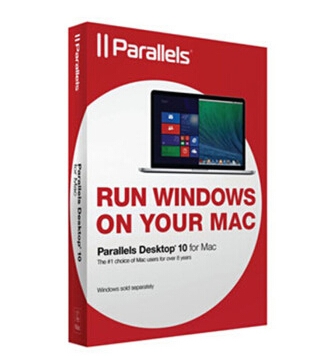 Parallels®
RUN WINDOWS
ON YOUR MAC
Parallels Desktop® 10 for Mac
The #1 choice of Mac users for over 8 years
Windows sold separately
Parallels
Parallels Desktop® 10
for Mac